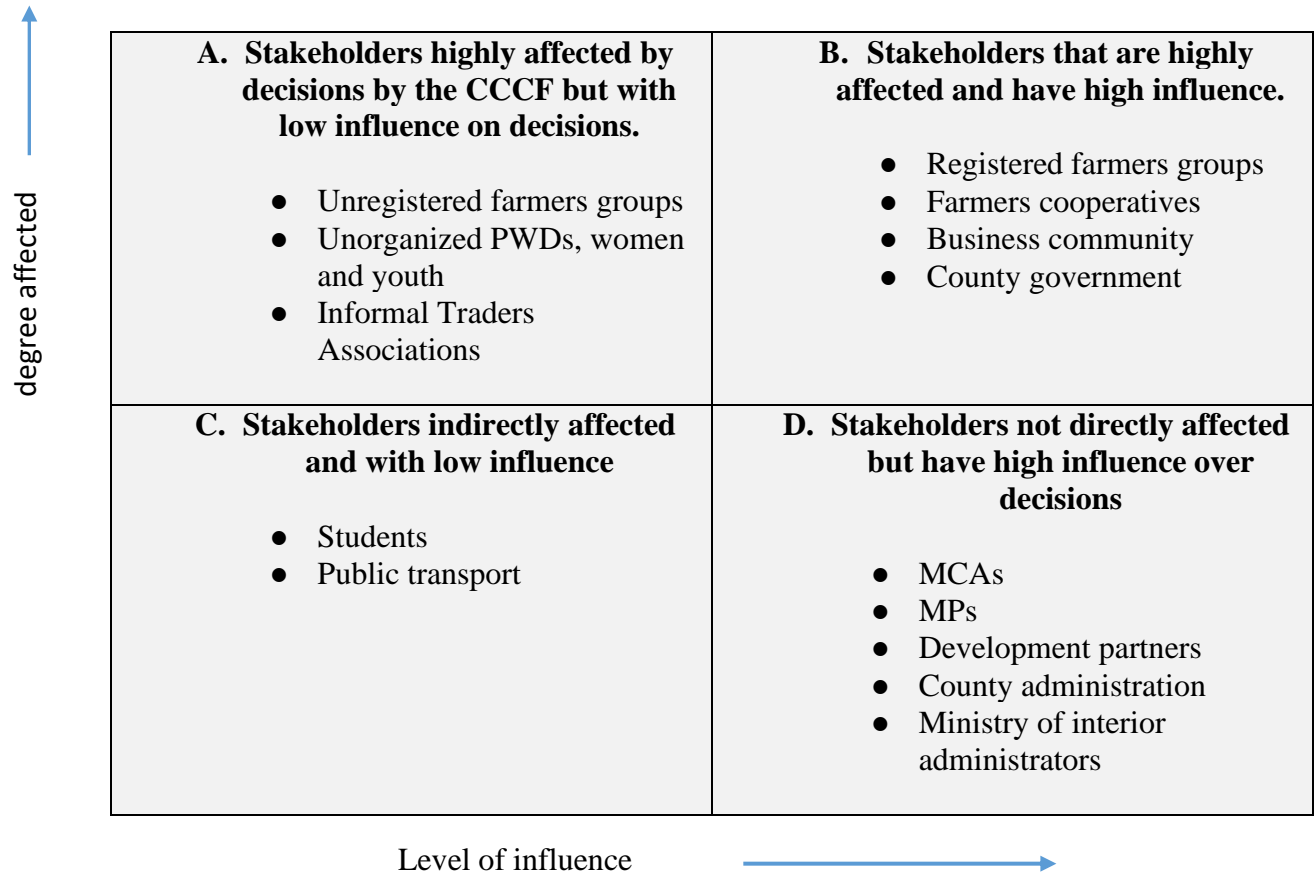 A. Stakeholders highly affected by
decisions by the CCCF but with
low influence on decisions.
● Unregistered farmers groups
● Unorganized PWDs, women
and youth
● Informal Traders
Associations
B. Stakeholders that are highly
affected and have high influence.
● Registered farmers groups
● Farmers cooperatives
● Business community
● County government
degree affected
C. Stakeholders indirectly affected
and with low influence
● Students
● Public transport
D. Stakeholders not directly affected
but have high influence over
decisions
● MCAs
● MPs
● Development partners
● County administration
● Ministry of interior
administrators
Level of influence